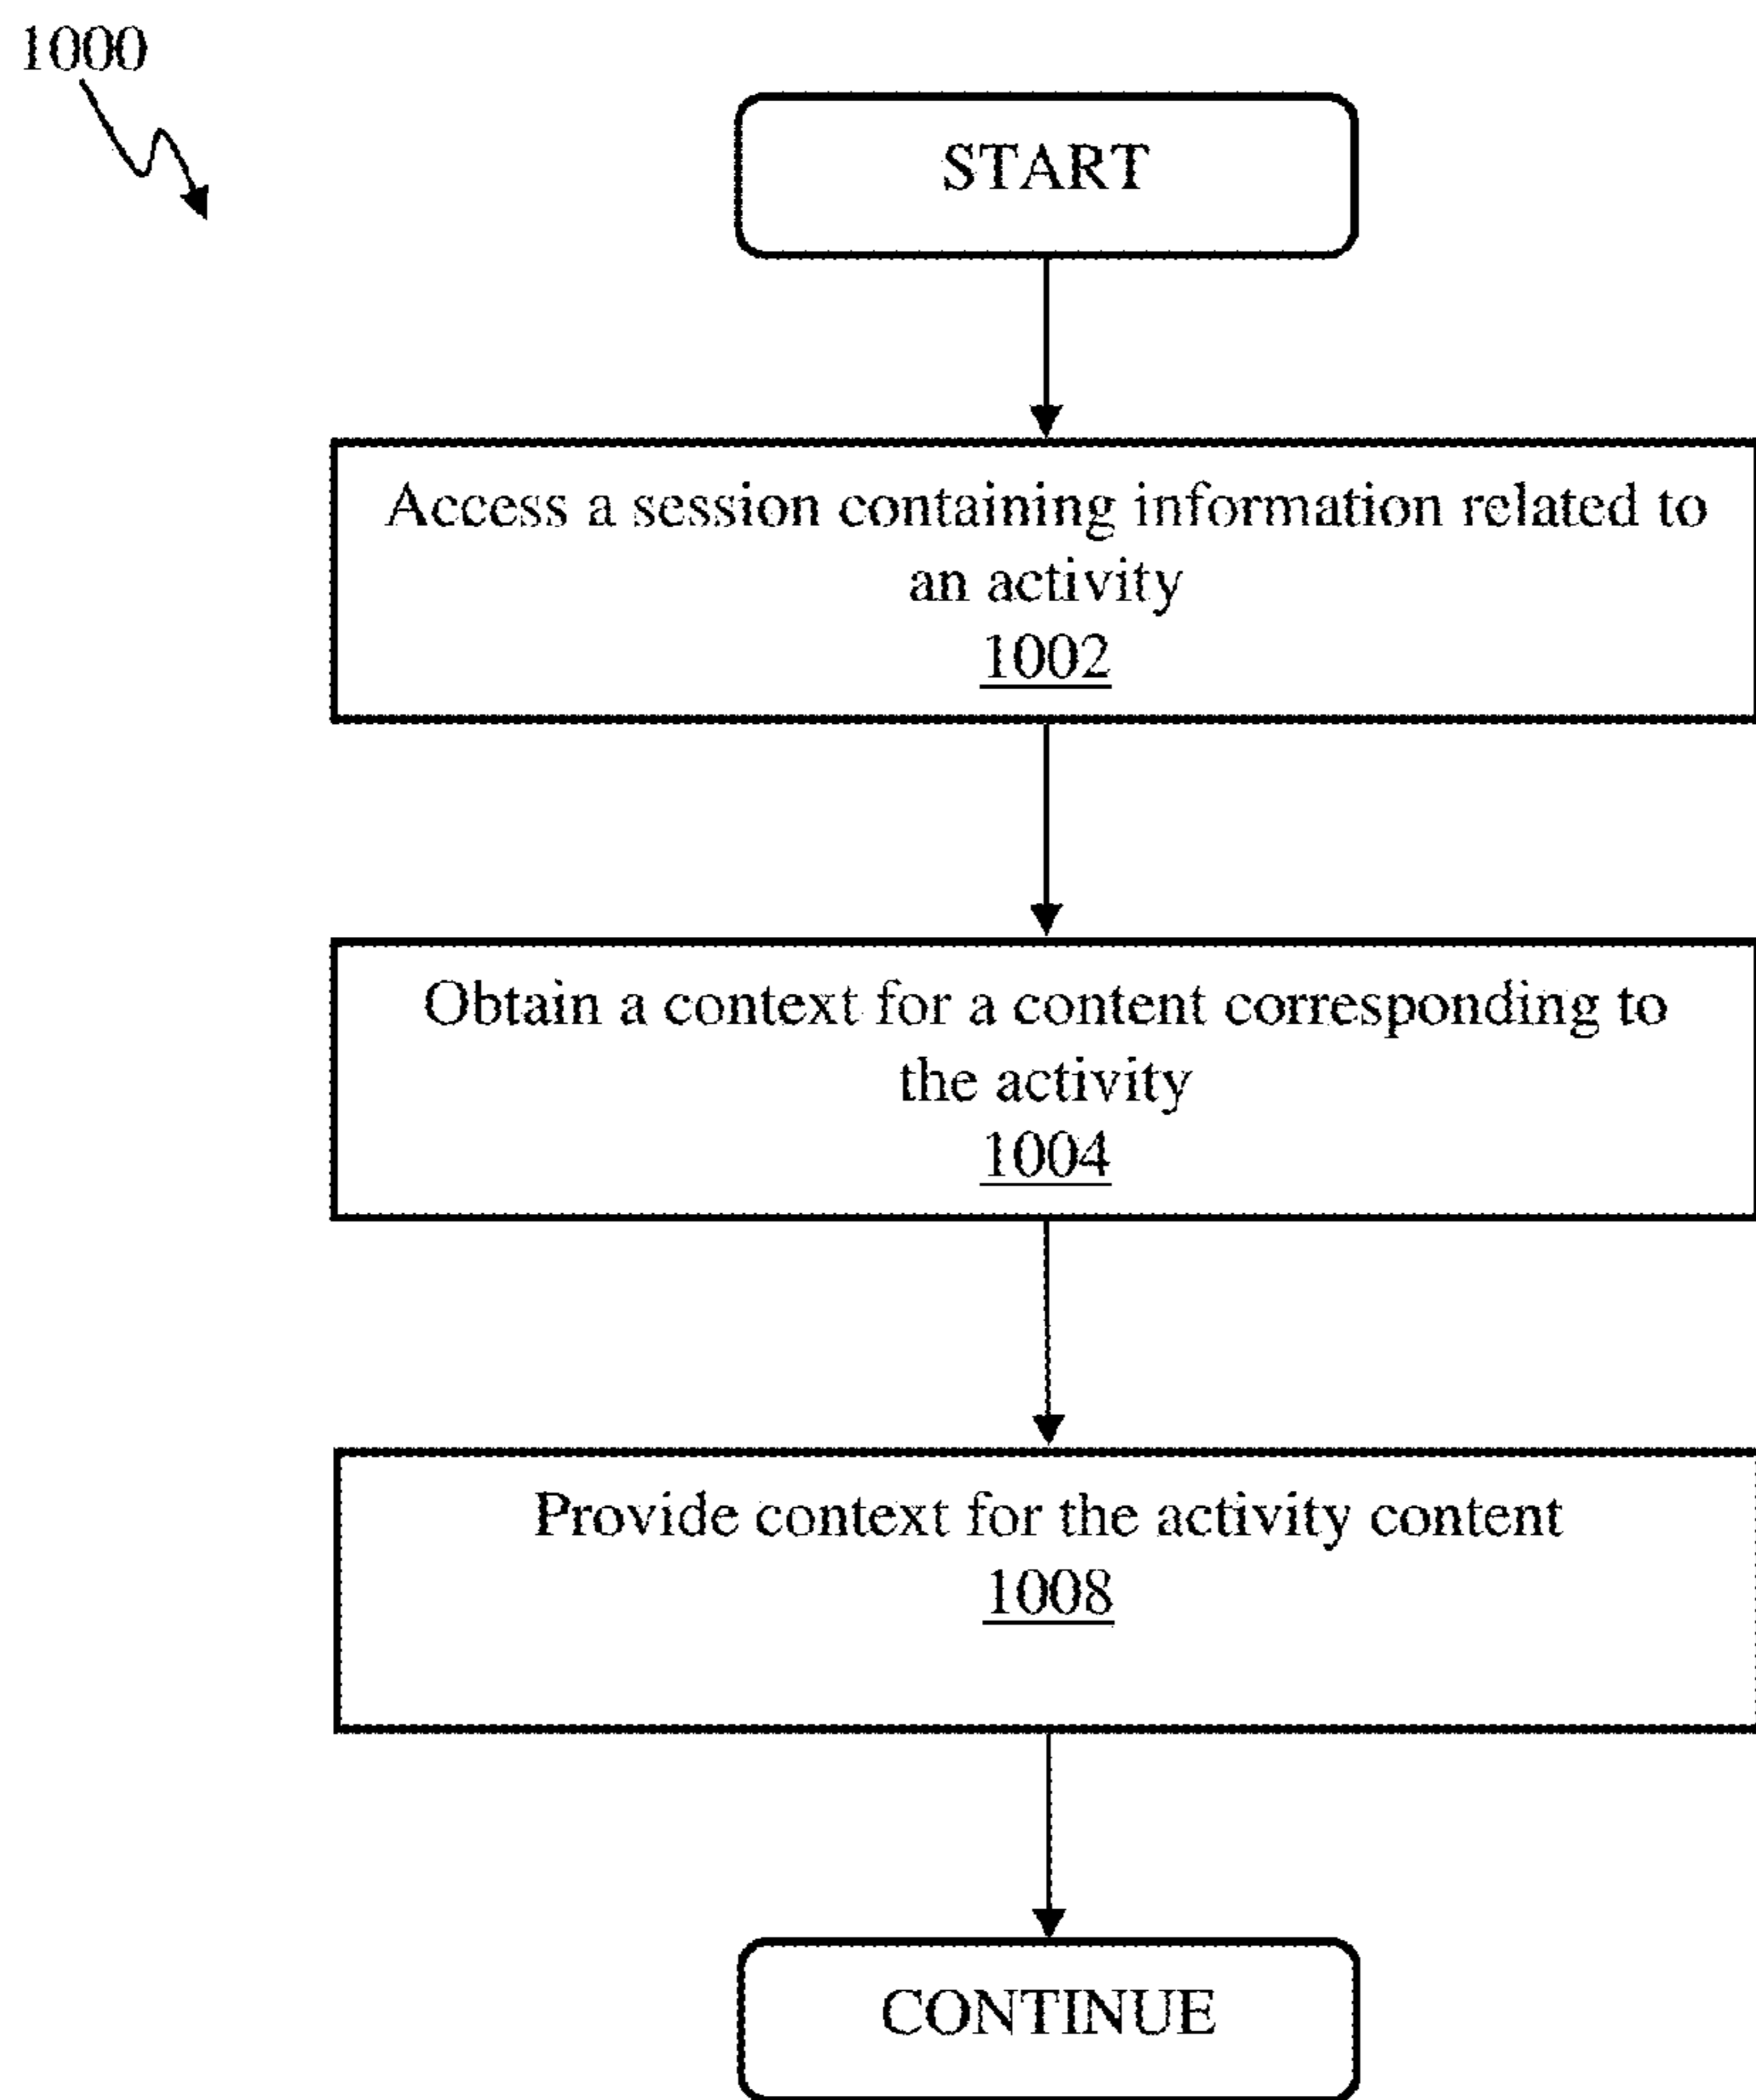 1000
START
Access a session containing information related to
an activity
1002
Obtain a context for a content corresponding to
the activity
1004
Provide context for the activity content
1008
CONTINUE